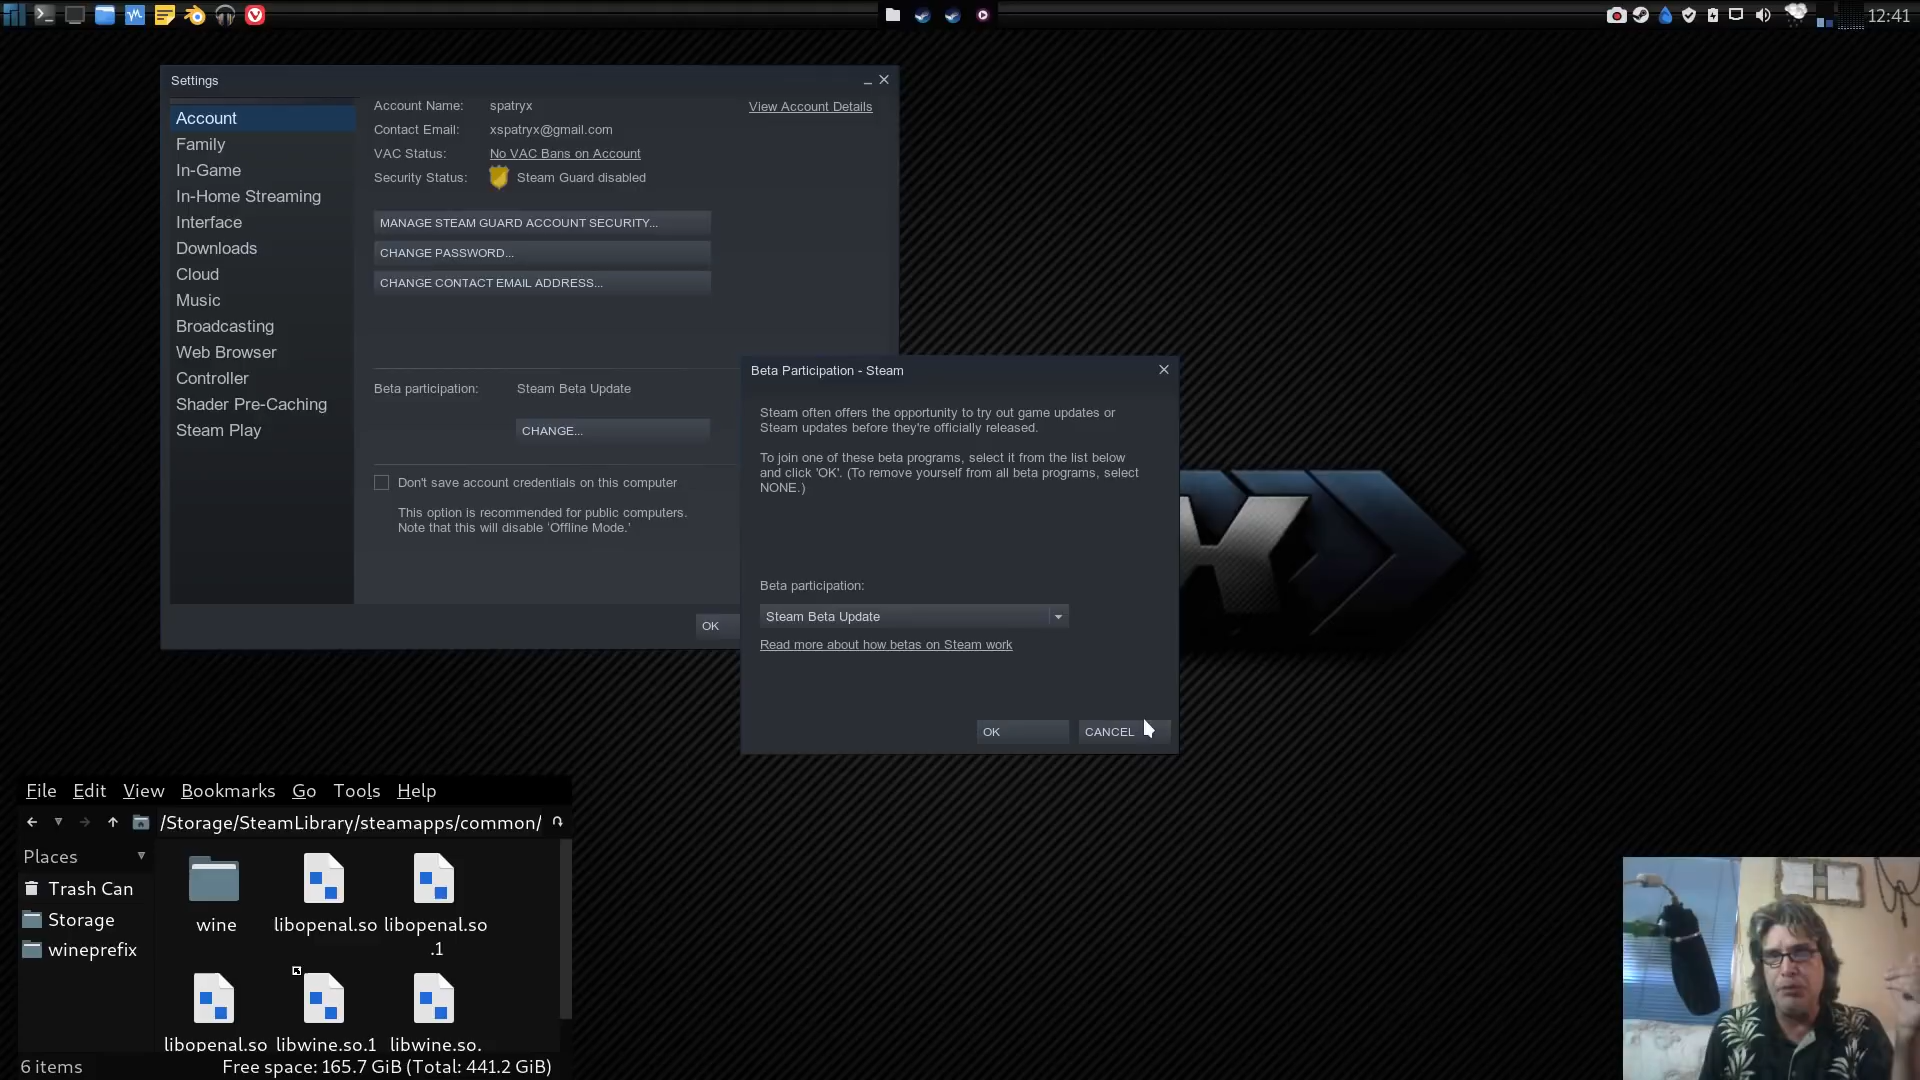 12:41
Settings
Account
Family
In-Game
In-Home Streaming
Interface
Downloads
Cloud
Music
Broadcasting
Web Browser
Controller
Shader Pre-Caching
Steam Play
Account Name: spatryx
View Account Details
Contact Email: xspatryx@gmail.com
VAC Status: No VAC Bans on Account
Security Status: Steam Guard disabled
MANAGE STEAM GUARD ACCOUNT SECURITY...
CHANGE PASSWORD...
CHANGE CONTACT EMAIL ADDRESS...
Beta participation: Steam Beta Update
CHANGE...
Don't save account credentials on this computer
This option is recommended for public computers.
Note that this will disable 'Offline Mode.'
OK
Beta Participation - Steam
Steam often offers the opportunity to try out game updates or
Steam updates before they're officially released.
To join one of these beta programs, select it from the list below
and click 'OK'. (To remove yourself from all beta programs, select
NONE.)
Beta participation:
Steam Beta Update
Read more about how betas on Steam work
OK CANCEL
File Edit View Bookmarks Go Tools Help
/Storage/SteamLibrary/steamapps/common/
Places
Trash Can
Storage
wineprefix
wine libopenal.so libopenal.so
.1
libopenal.so libwine.so.1 libwine.so.
6 items Free space: 165.7 GiB (Total: 441.2 GiB)